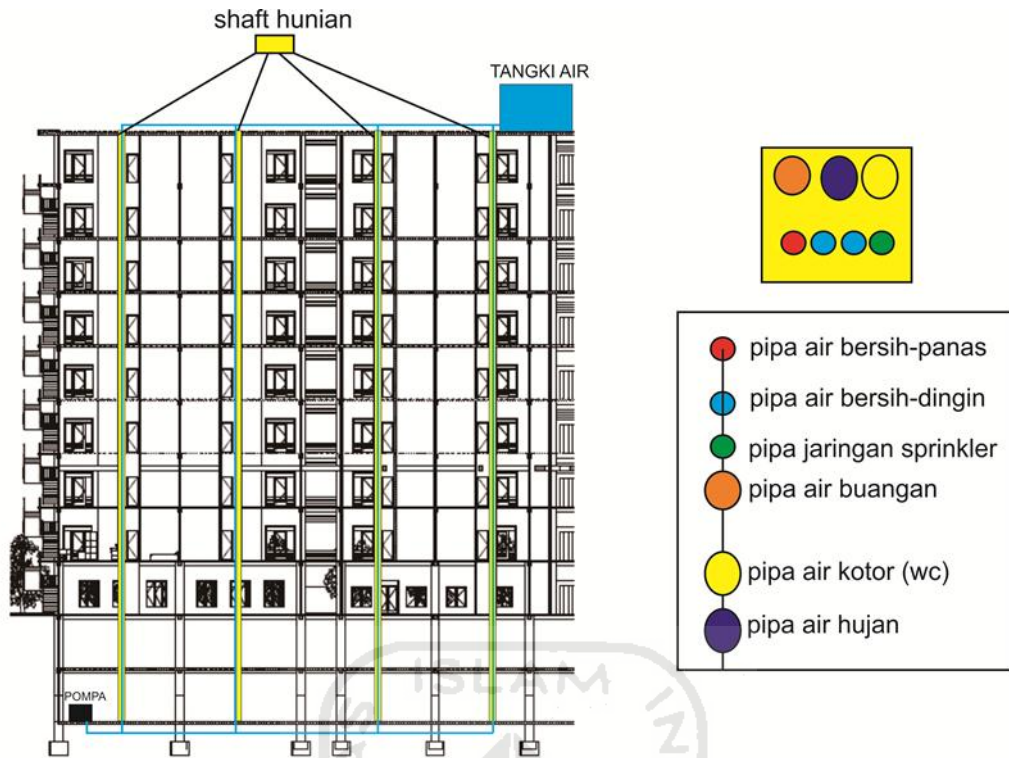 shaft hunian
TANGKI AIR
POMPA
pipa air bersih-panas
pipa air bersih-dingin
pipa jaringan sprinkler
pipa air buangan
pipa air kotor (wc)
pipa air hujan
ISLAM